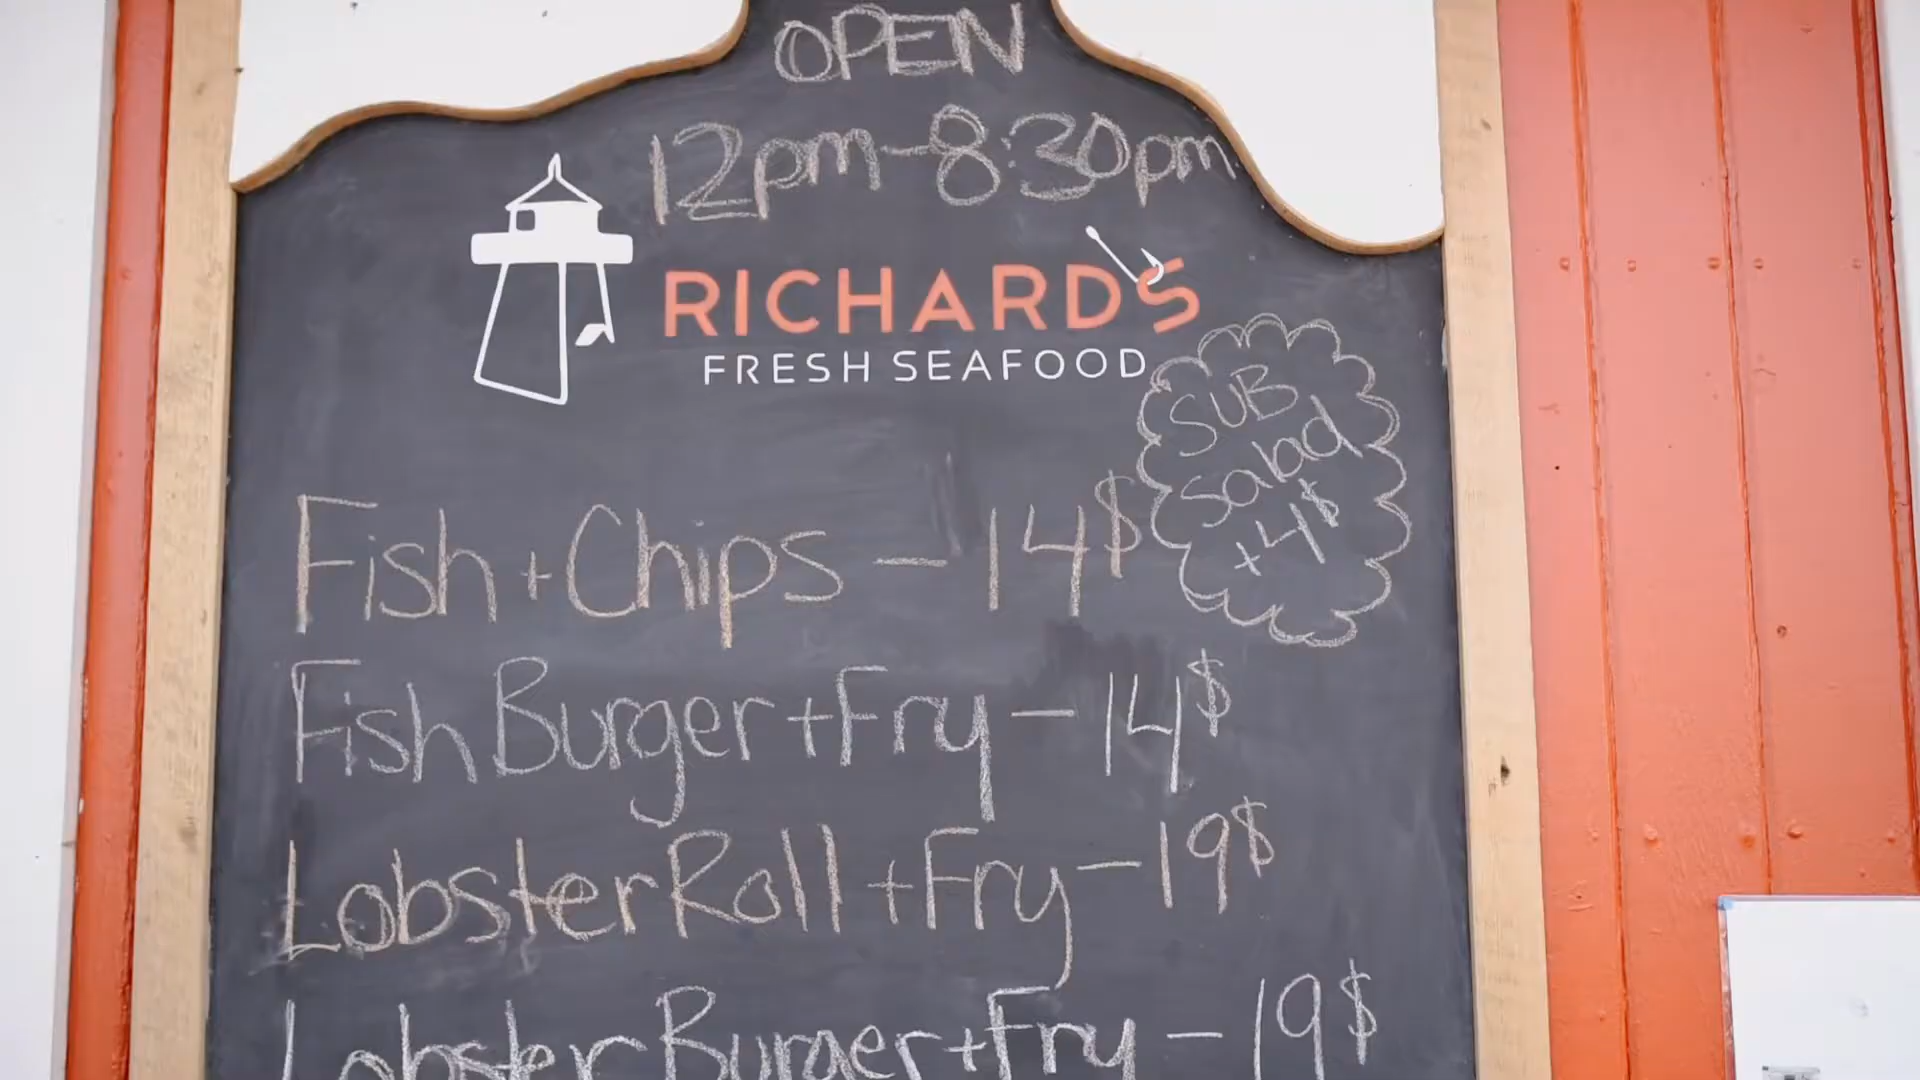 OPEN
12pm-8:30pm
RICHARD'S
FRESH SEAFOOD
SUB
salad
+4$
Fish + Chips - 14$
Fish Burger + Fry - 14$
Lobster Roll + Fry - 19$
Lobster Burger + Fry - 19$